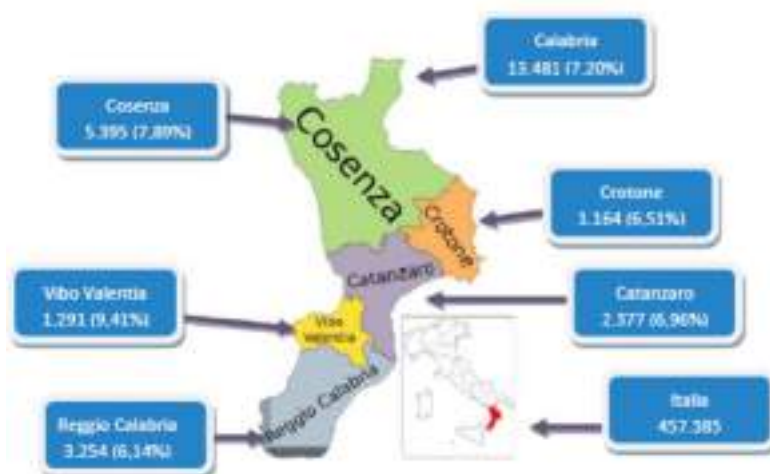 Calabria
13.481 (7.20%)
Cosenza
5.395 (7,89%)
Cosenza
Crotone
1.164 (6,51%)
Crotone
Catanzaro
Vibo Valentia
1.291 (9,41%)
Vibo
Valentia
Catanzaro
2.377 (6,96%)
Reggio Calabria
Reggio Calabria
3.254 (6,14%)
Italia
457.385